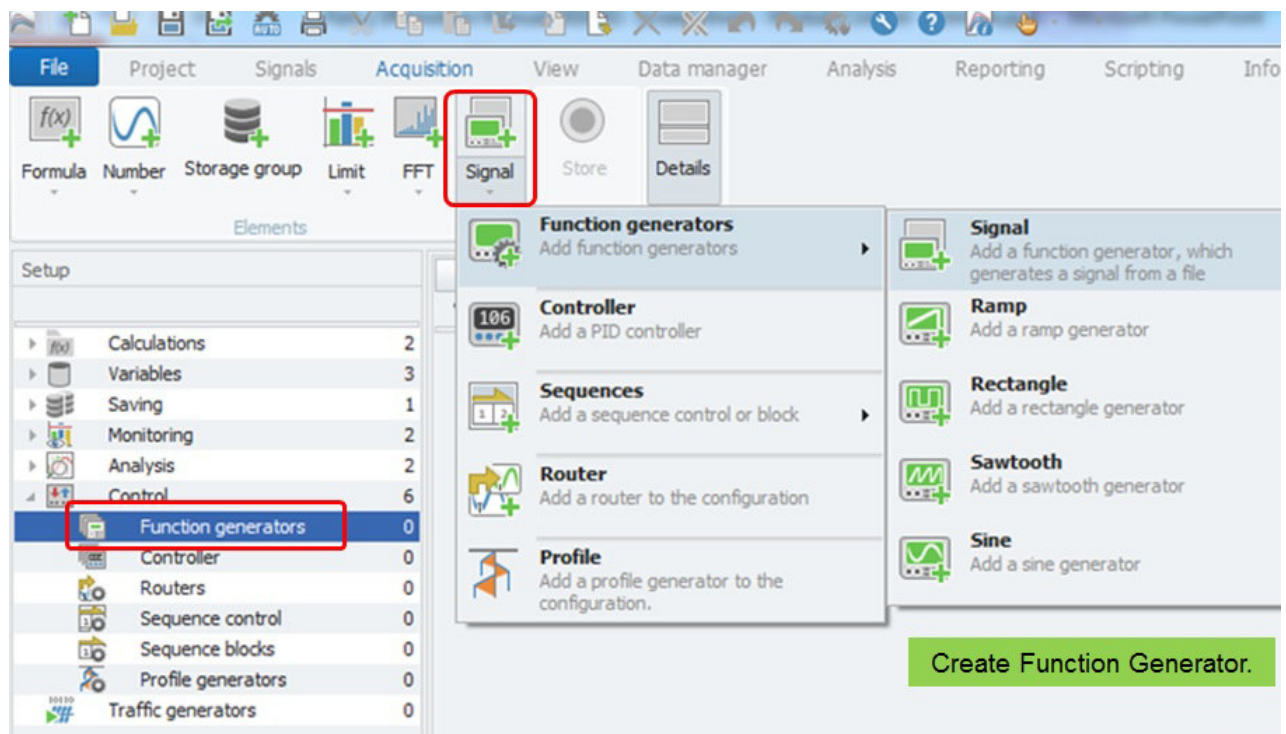 AUTO
File Project Signals Acquisition View Data manager Analysis Reporting Scripting Info
f(x)
Formula Number Storage group Limit FFT Signal Store Details
Elements
Setup
f(x) Calculations 2
Variables 3
Saving 1
Monitoring 2
Analysis 2
Control 6
Function generators 0
Controller 0
Routers 0
Sequence control 0
Sequence blocks 0
Profile generators 0
Traffic generators 0
Function generators
Add function generators
106
Controller
Add a PID controller
1 2
Sequences
Add a sequence control or block
Router
Add a router to the configuration
Profile
Add a profile generator to the
configuration.
Signal
Add a function generator, which
generates a signal from a file
Ramp
Add a ramp generator
Rectangle
Add a rectangle generator
Sawtooth
Add a sawtooth generator
Sine
Add a sine generator
Create Function Generator.